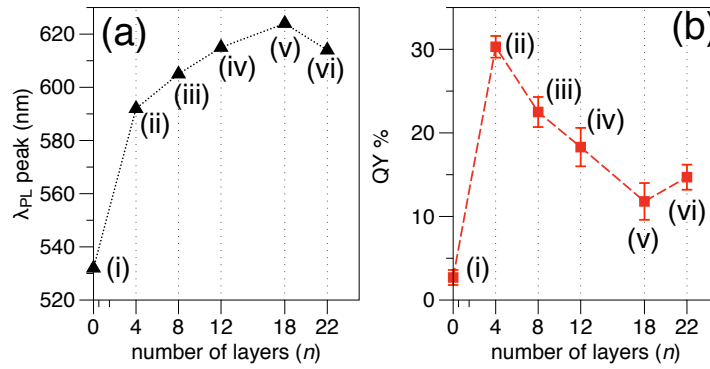 (a)
λPL peak (nm)
620
600
580
560
540
520
(i)
(ii)
(iii)
(iv)
(v)
(vi)
0
4
8
12
18
22
number of layers (n)
(b)
QY %
30
20
10
0
(i)
(ii)
(iii)
(iv)
(v)
(vi)
0
4
8
12
18
22
number of layers (n)